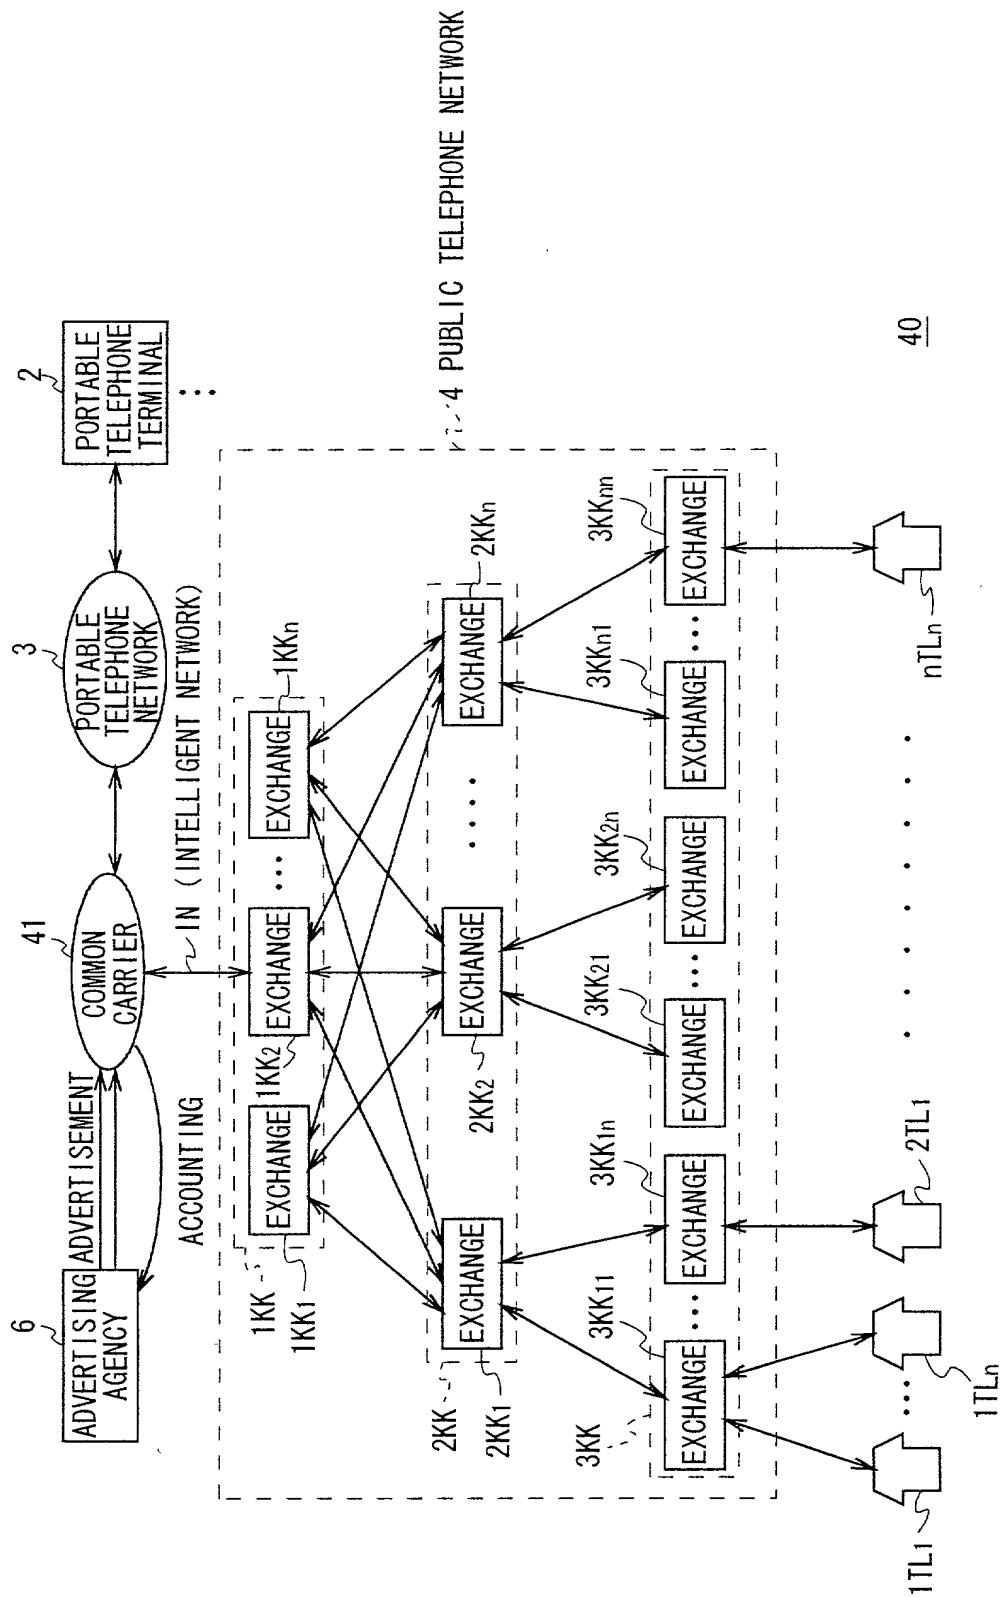 6
ADVERTISING
AGENCY
ADVERTISEMENT
ACCOUNTING
41
COMMON
CARRIER
3
PORTABLE
TELEPHONE
NETWORK
2
PORTABLE
TELEPHONE
TERMINAL
IN (INTELLIGENT NETWORK)
4 PUBLIC TELEPHONE NETWORK
1KK
1KK1
EXCHANGE
1KK2
EXCHANGE
1KKn
EXCHANGE
2KK
2KK1
EXCHANGE
2KK2
EXCHANGE
2KKn
EXCHANGE
3KK
3KK11
EXCHANGE
3KK1n
EXCHANGE
3KK21
EXCHANGE
3KK2n
EXCHANGE
3KKn1
EXCHANGE
3KKnn
EXCHANGE
1TL1
1TLn
2TL1
nTLn
40